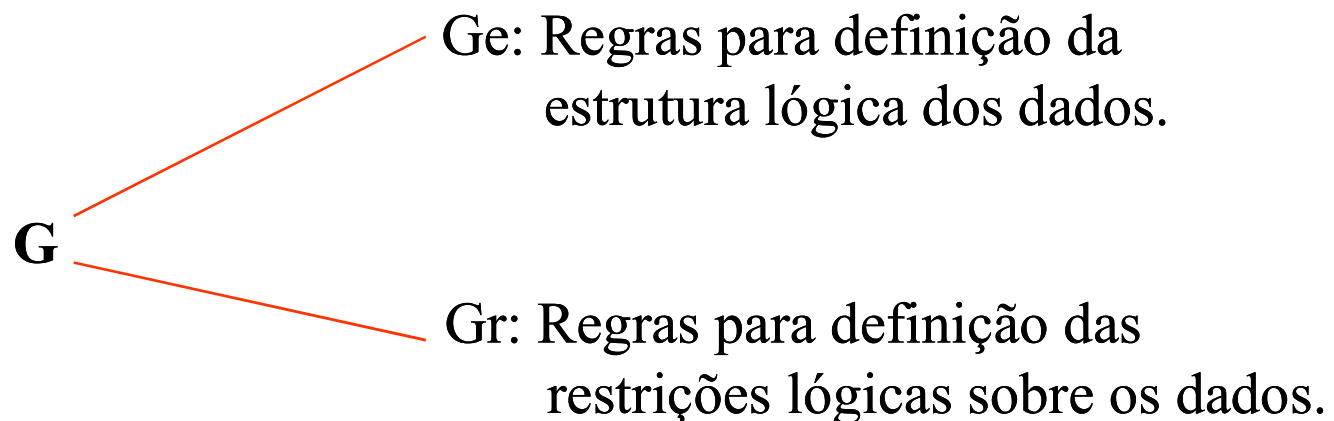 Ge: Regras para definição da
estrutura lógica dos dados.
G
Gr: Regras para definição das
restrições lógicas sobre os dados.